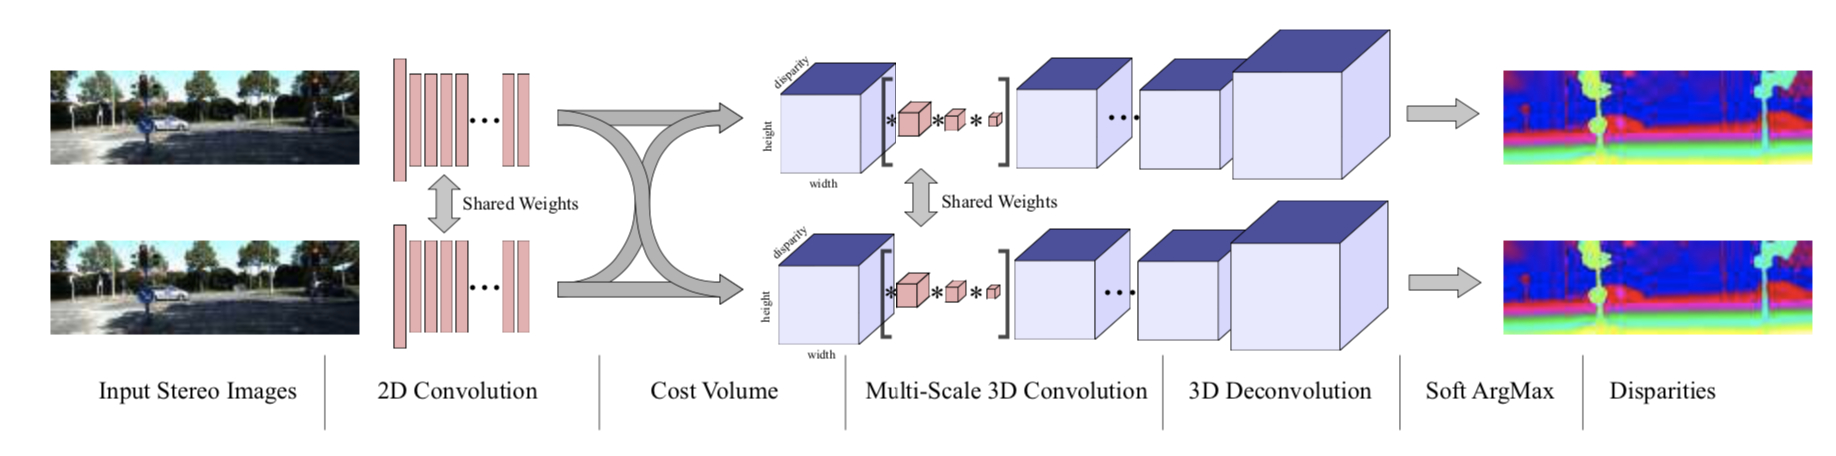 disparity
height
width
Shared Weights
Shared Weights
disparity
height
width
Input Stereo Images
2D Convolution
Cost Volume
Multi-Scale 3D Convolution
3D Deconvolution
Soft ArgMax
Disparities